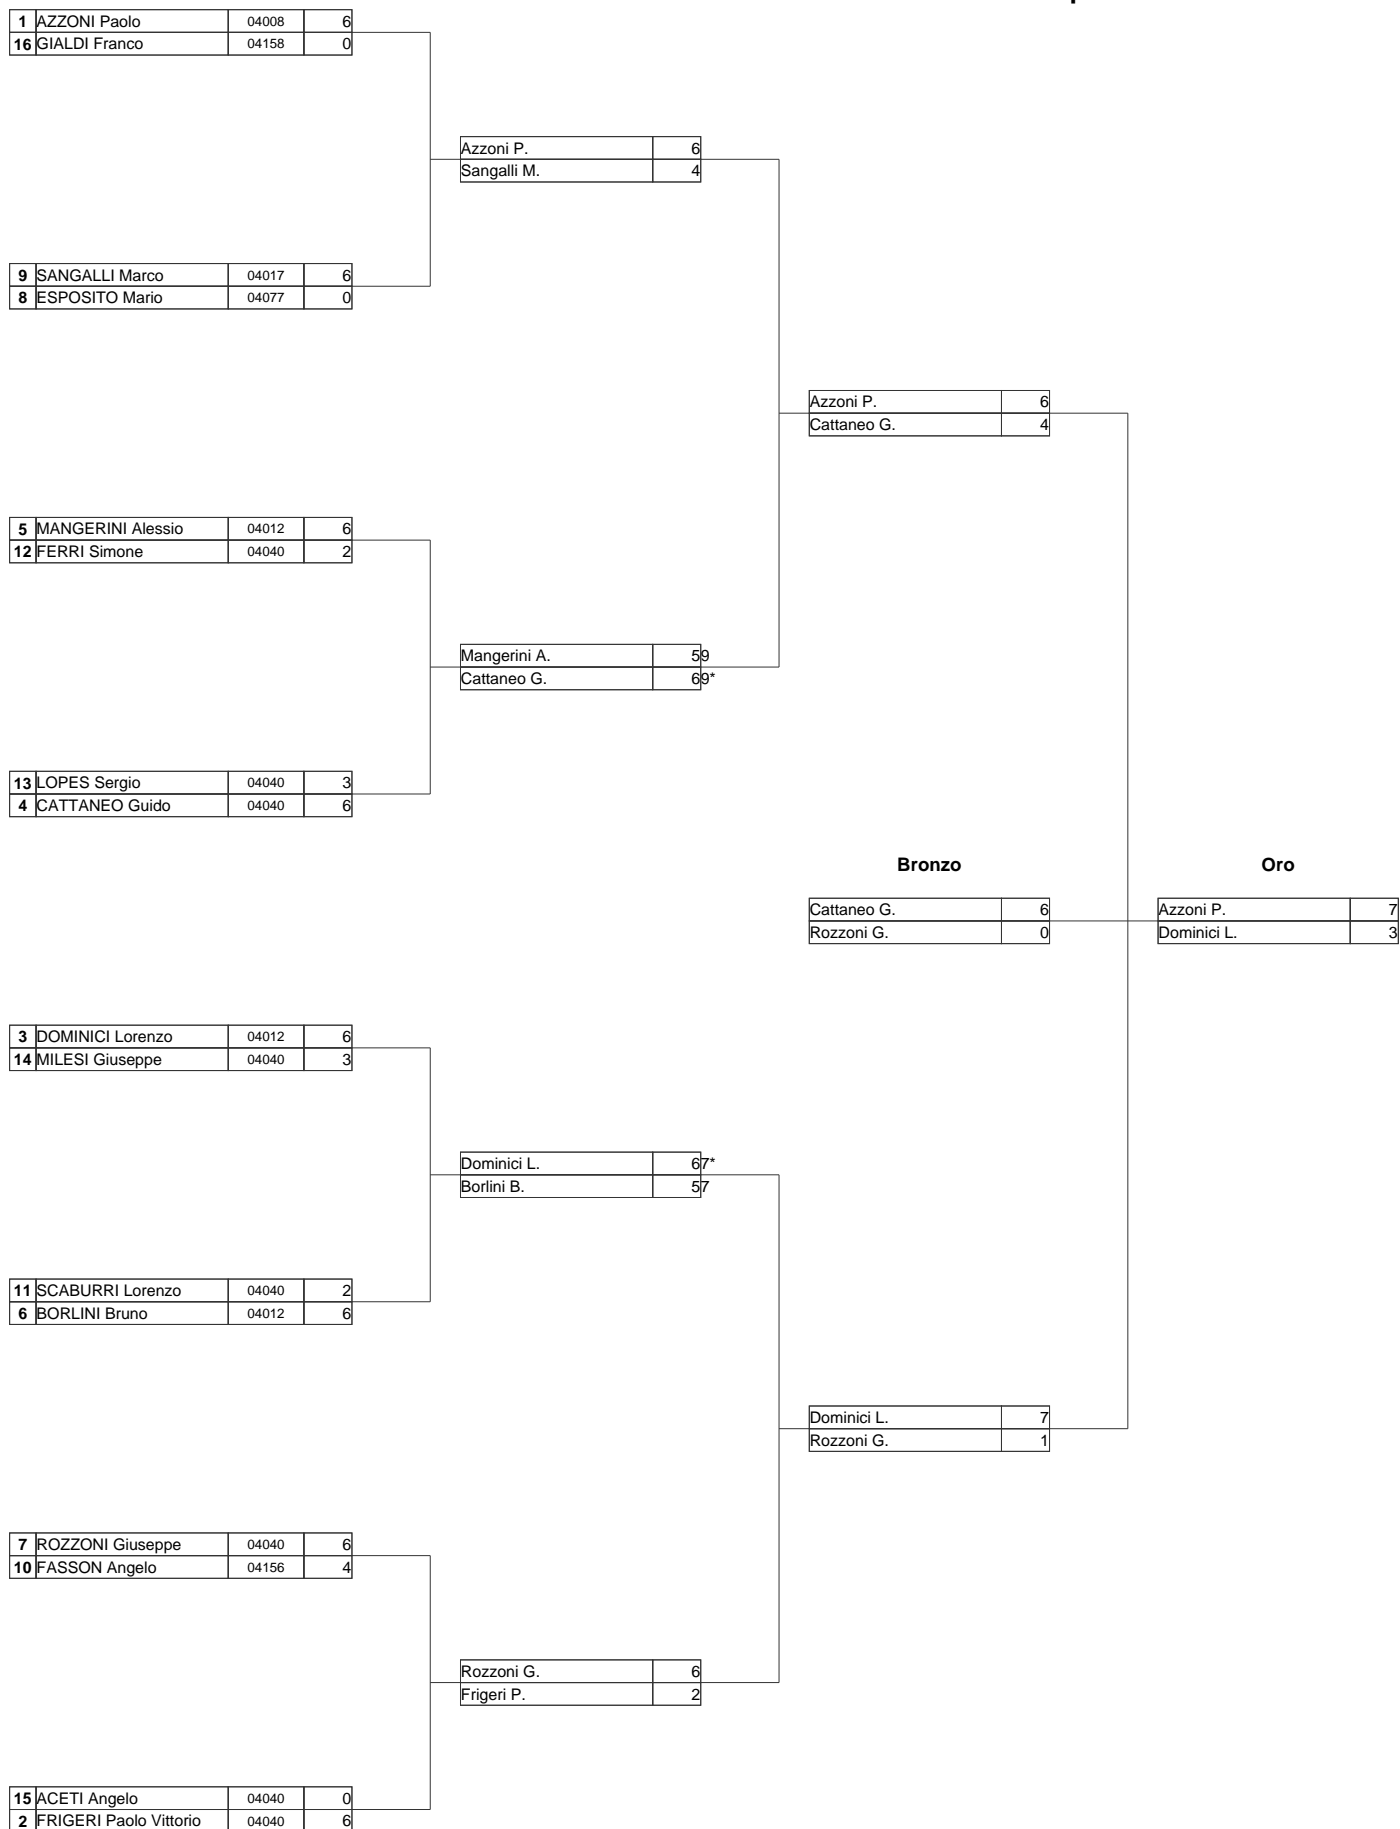 1 AZZONI Paolo 04008 6
16 GIALDI Franco 04158 0
Azzoni P. 6
Sangalli M. 4
9 SANGALLI Marco 04017 6
8 ESPOSITO Mario 04077 0
Azzoni P. 6
Cattaneo G. 4
5 MANGERINI Alessio 04012 6
12 FERRI Simone 04040 2
Mangerini A. 5 9
Cattaneo G. 6 9*
13 LOPES Sergio 04040 3
4 CATTANEO Guido 04040 6
Bronzo Oro
Cattaneo G. 6 Azzoni P. 7
Rozzoni G. 0 Dominici L. 3
3 DOMINICI Lorenzo 04012 6
14 MILESI Giuseppe 04040 3
Dominici L. 6 7*
Borlini B. 5 7
11 SCABURRI Lorenzo 04040 2
6 BORLINI Bruno 04012 6
Dominici L. 7
Rozzoni G. 1
7 ROZZONI Giuseppe 04040 6
10 FASSON Angelo 04156 4
Rozzoni G. 6
Frigeri P. 2
15 ACETI Angelo 04040 0
2 FRIGERI Paolo Vittorio 04040 6